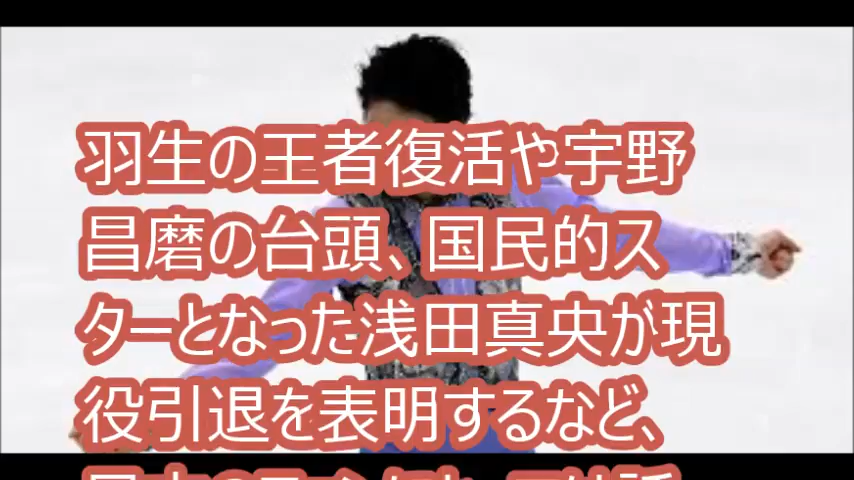 羽生の王者復活や宇野
昌磨の台頭、国民的ス
ターとなった浅田真央が現
役引退を表明するなど、